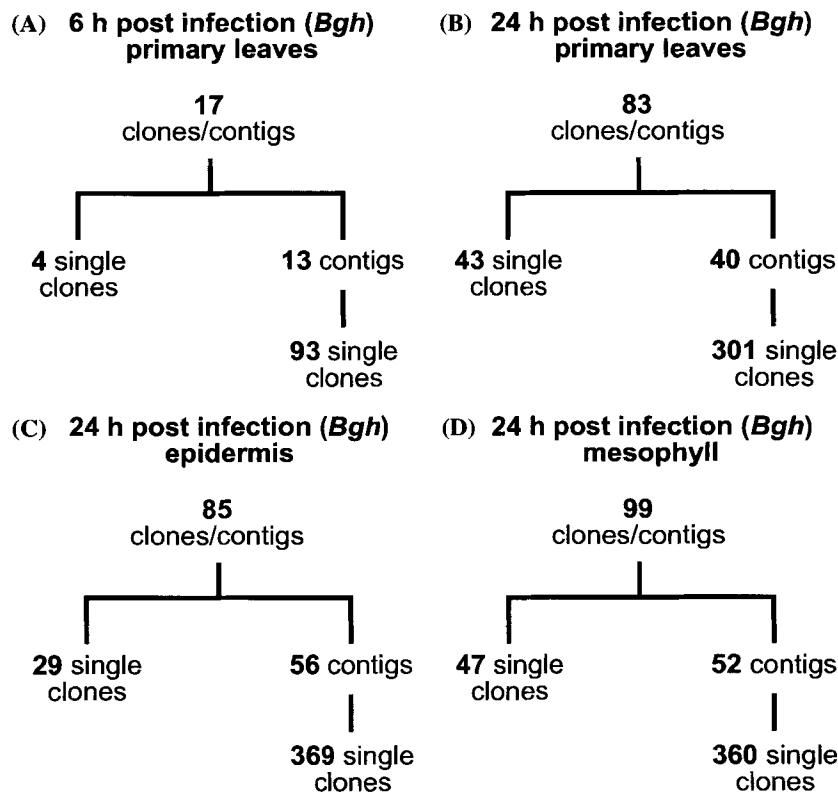 (A) 6 h post infection (Bgh)
primary leaves
17
clones/contigs
4 single
clones
13 contigs
93 single
clones
(B) 24 h post infection (Bgh)
primary leaves
83
clones/contigs
43 single
clones
40 contigs
301 single
clones
(C) 24 h post infection (Bgh)
epidermis
85
clones/contigs
29 single
clones
56 contigs
369 single
clones
(D) 24 h post infection (Bgh)
mesophyll
99
clones/contigs
47 single
clones
52 contigs
360 single
clones